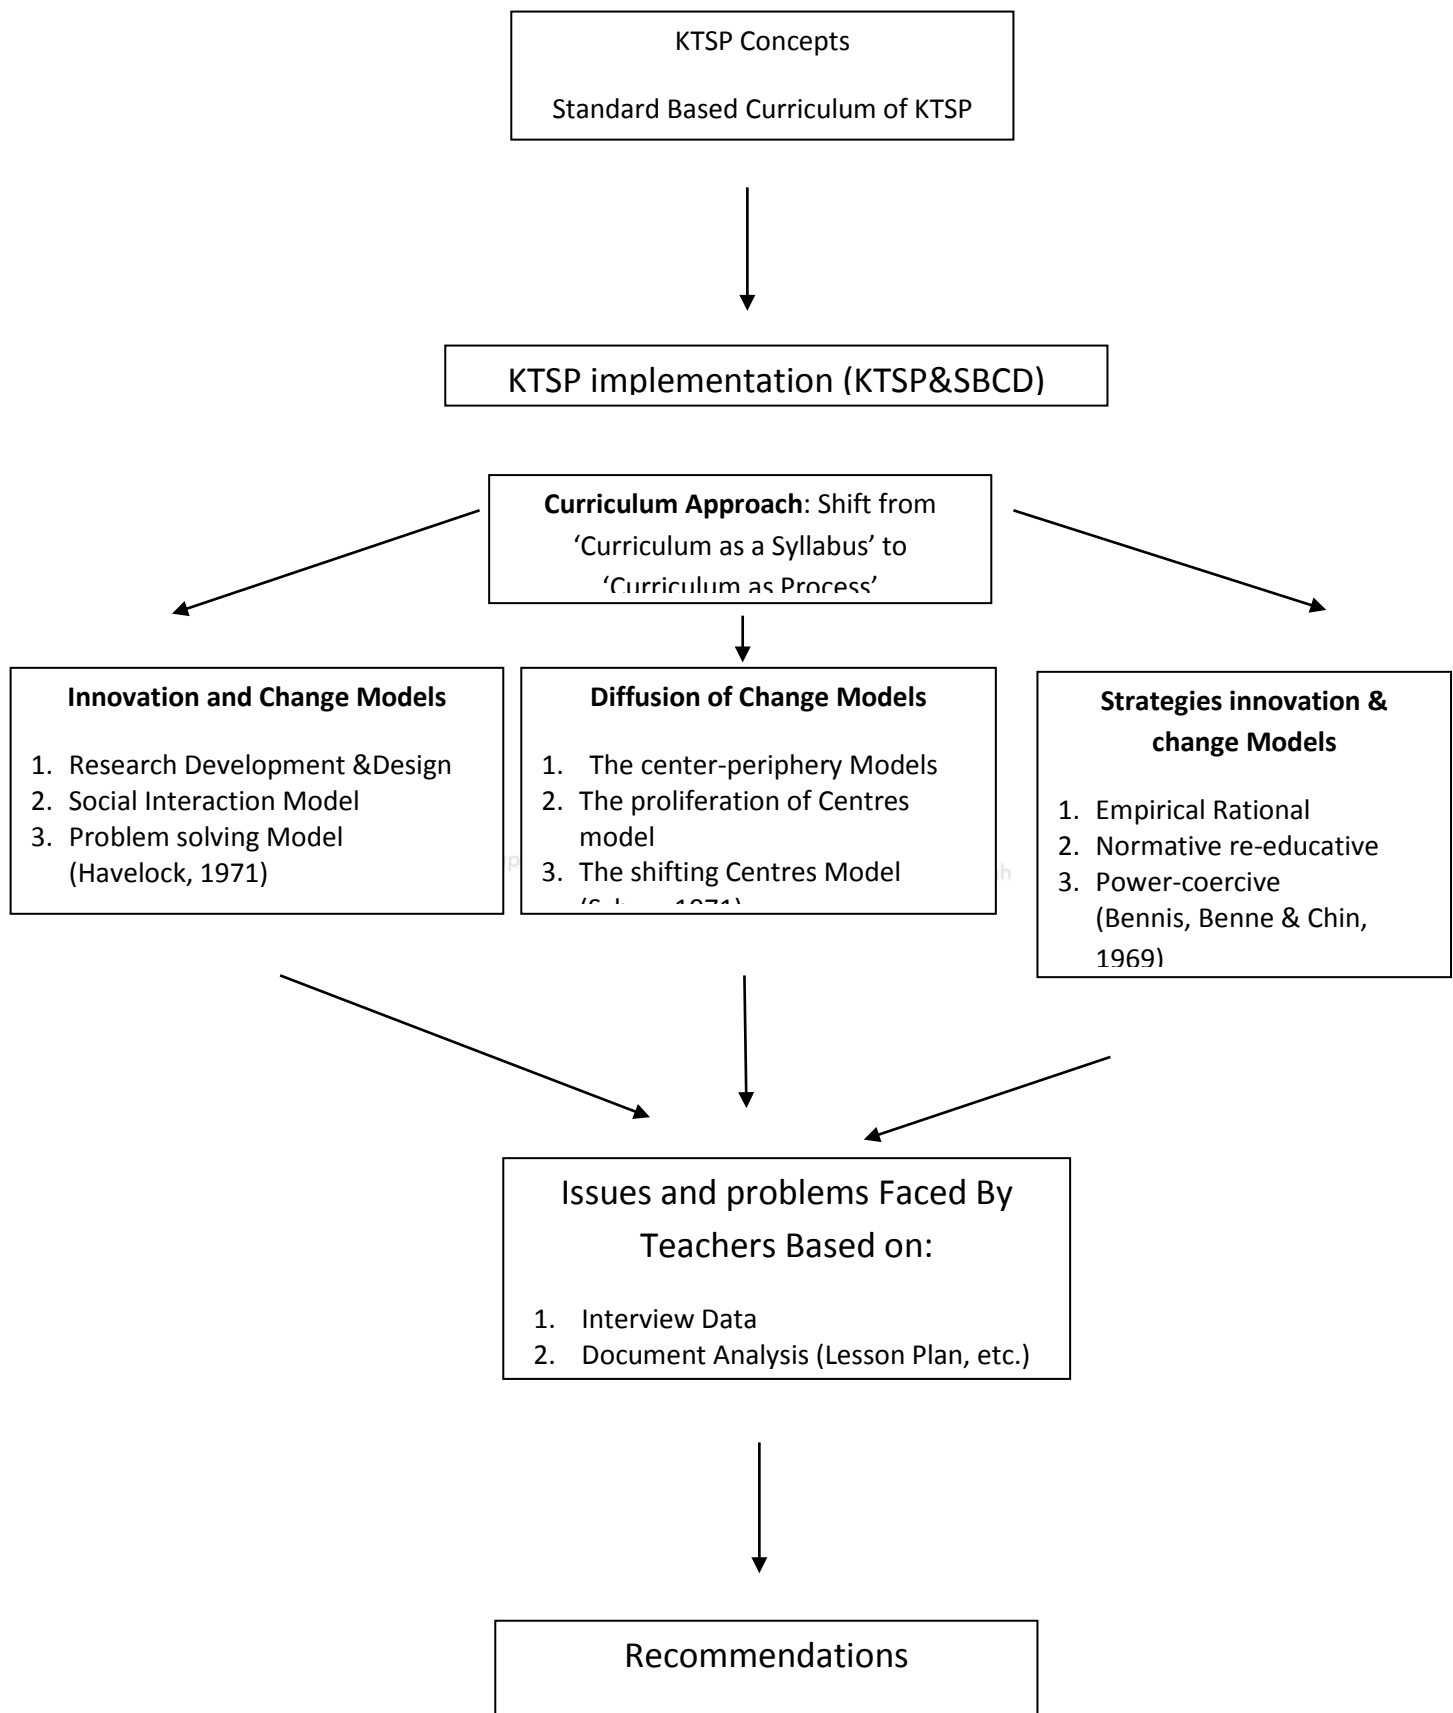 KTSP Concepts
Standard Based Curriculum of KTSP
KTSP implementation (KTSP&SBCD)
Curriculum Approach: Shift from
‘Curriculum as a Syllabus’ to
‘Curriculum as Process’
Innovation and Change Models
1. Research Development &Design
2. Social Interaction Model
3. Problem solving Model
(Havelock, 1971)
Diffusion of Change Models
1. The center-periphery Models
2. The proliferation of Centres
model
3. The shifting Centres Model
1971)
Strategies innovation &
change Models
1. Empirical Rational
2. Normative re-educative
3. Power-coercive
(Bennis, Benne & Chin,
1969)
Issues and problems Faced By
Teachers Based on:
1. Interview Data
2. Document Analysis (Lesson Plan, etc.)
Recommendations